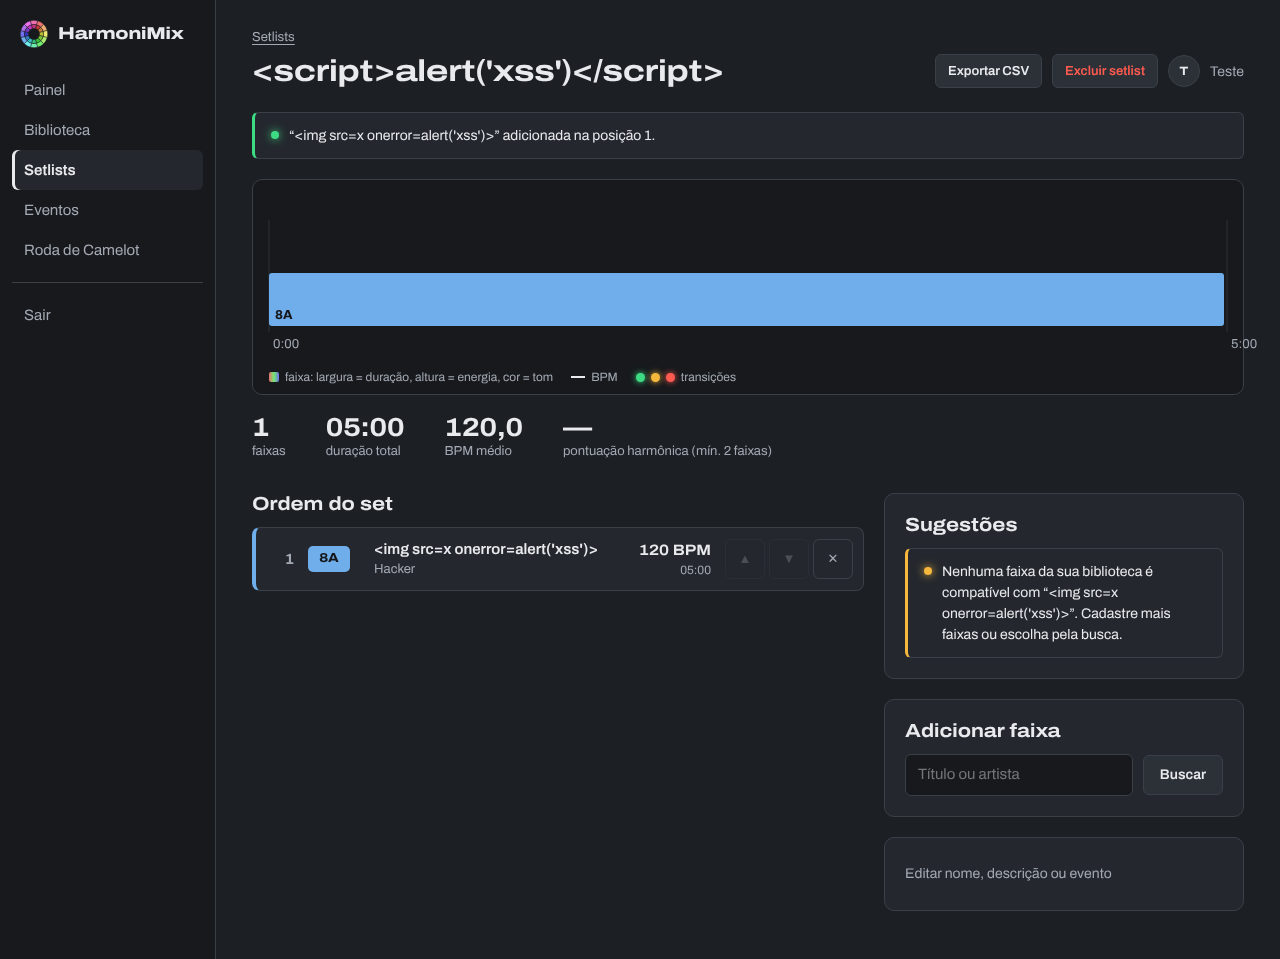 HarmoniMix
Painel
Biblioteca
Setlists
Eventos
Roda de Camelot
Sair
Setlists
<script>alert('xss')</script>
Exportar CSV
Excluir setlist
T
Teste
“<img src=x onerror=alert('xss')>” adicionada na posição 1.
8A
0:00
5:00
faixa: largura = duração, altura = energia, cor = tom
BPM
transições
1
faixas
05:00
duração total
120,0
BPM médio
—
pontuação harmônica (mín. 2 faixas)
Ordem do set
1
8A
<img src=x onerror=alert('xss')>
Hacker
120 BPM
05:00
▲
▼
×
Sugestões
Nenhuma faixa da sua biblioteca é
compatível com “<img src=x
onerror=alert('xss')>”. Cadastre mais
faixas ou escolha pela busca.
Adicionar faixa
Título ou artista
Buscar
Editar nome, descrição ou evento